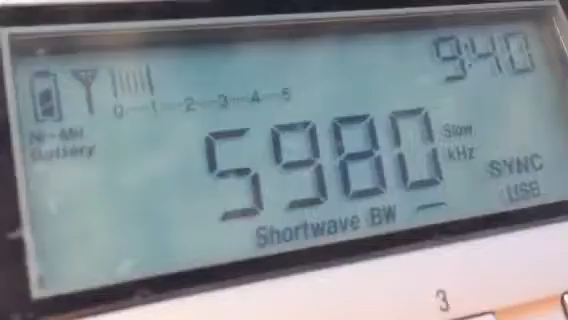 9:40
0 1 2 3 4 5
Ni-MH
Battery
5980
Slow
kHz
SYNC
USB
Shortwave BW
3